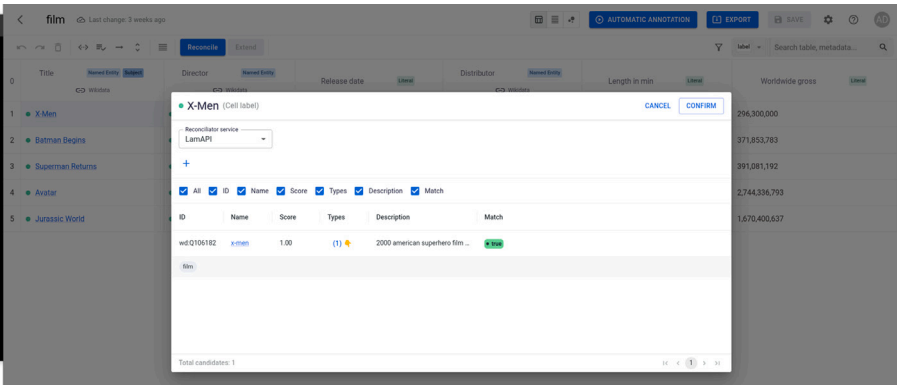 film Last change: 3 weeks ago AUTOMATIC ANNOTATION EXPORT SAVE AD
Reconcile Extend label Search table, metadata...
0 Title Named Entity Subject Director Named Entity Release date Literal Distributor Named Entity Length in min Literal Worldwide gross Literal
Wikidata Wikidata Wikidata
1 X-Men 296,300,000
2 Batman Begins 371,853,783
3 Superman Returns 391,081,192
4 Avatar 2,744,336,793
5 Jurassic World 1,670,400,637
X-Men (Cell label) CANCEL CONFIRM
Reconciliator service
LamAPI
+
All ID Name Score Types Description Match
ID Name Score Types Description Match
wd:Q106182 x-men 1.00 (1) 2000 american superhero film ... true
film
Total candidates: 1 1